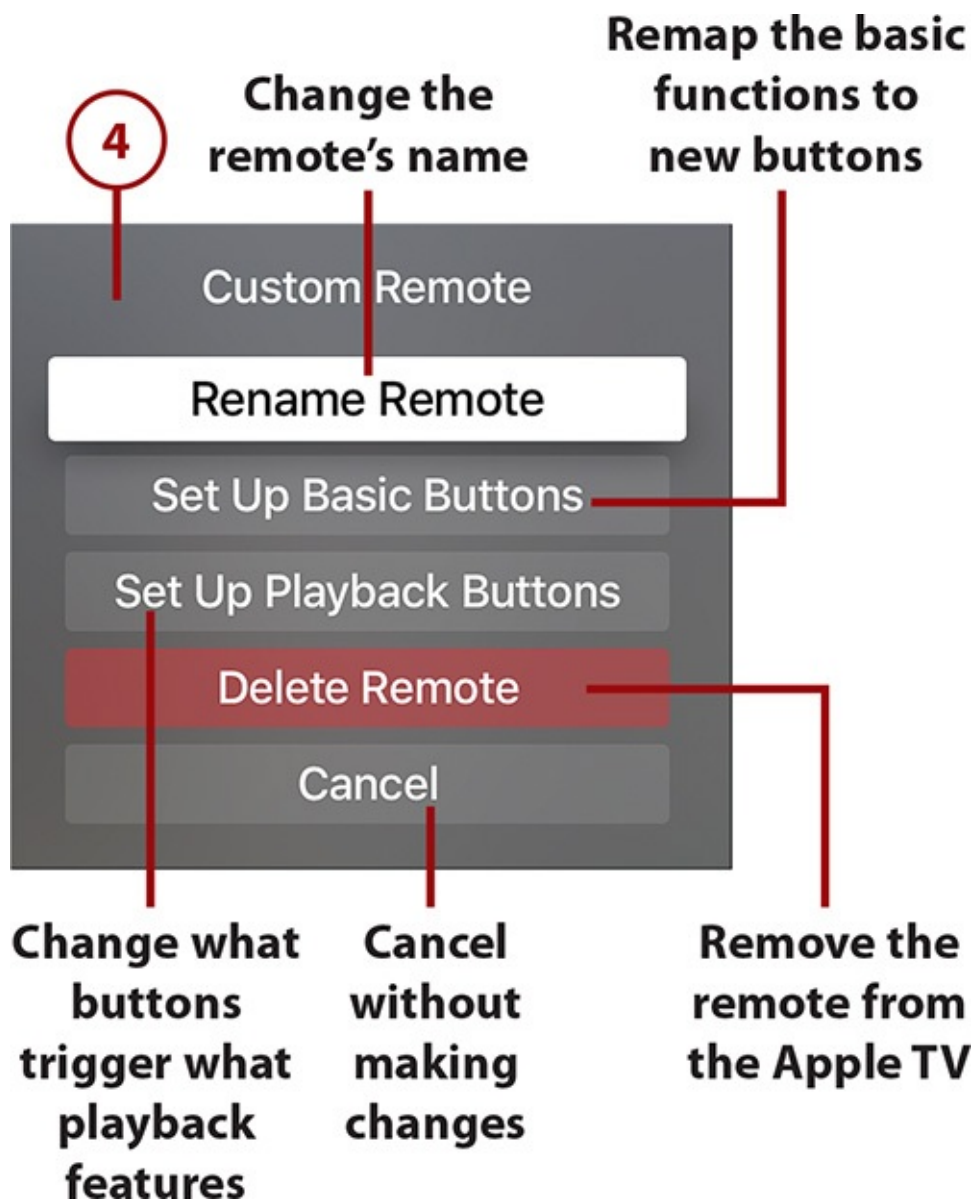 Remap the basic
functions to
new buttons
Change the
remote's name
4
Custom Remote
Rename Remote
Set Up Basic Buttons
Set Up Playback Buttons
Delete Remote
Cancel
Change what
buttons
trigger what
playback
features
Cancel
without
making
changes
Remove the
remote from
the Apple TV